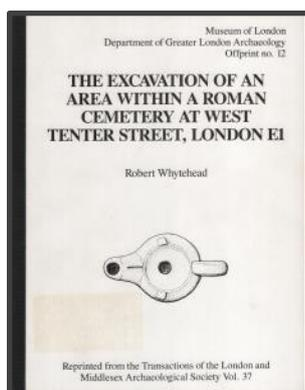 Museum of London
Department of Greater London Archaeology
Offprint no. 12
THE EXCAVATION OF AN
AREA WITHIN A ROMAN
CEMETERY AT WEST
TENTER STREET, LONDON E1
Robert Whytehead
Reprinted from the Transactions of the London and
Middlesex Archaeological Society Vol. 37